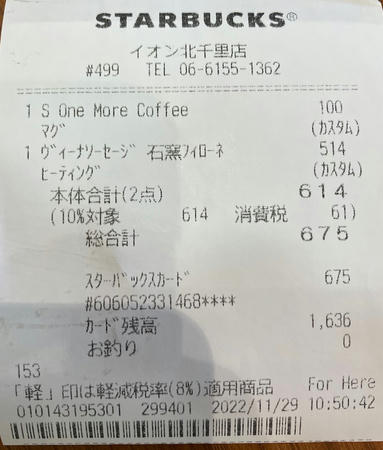 STARBUCKS®
イオン北千里店
#499 TEL 06-6155-1362
1 S One More Coffee 100
マグ (カスタム)
1 ヴィーナソーセージ 石窯フィローネ 514
ヒーティング (カスタム)
本体合計(2点) 614
(10%対象 614 消費税 61)
総合計 675
スターバックスカード 675
#606052331468****
カード残高 1,636
お釣り 0
153
「軽」印は軽減税率(8%)適用商品 For Here
010143195301 299401 2022/11/29 10:50:42